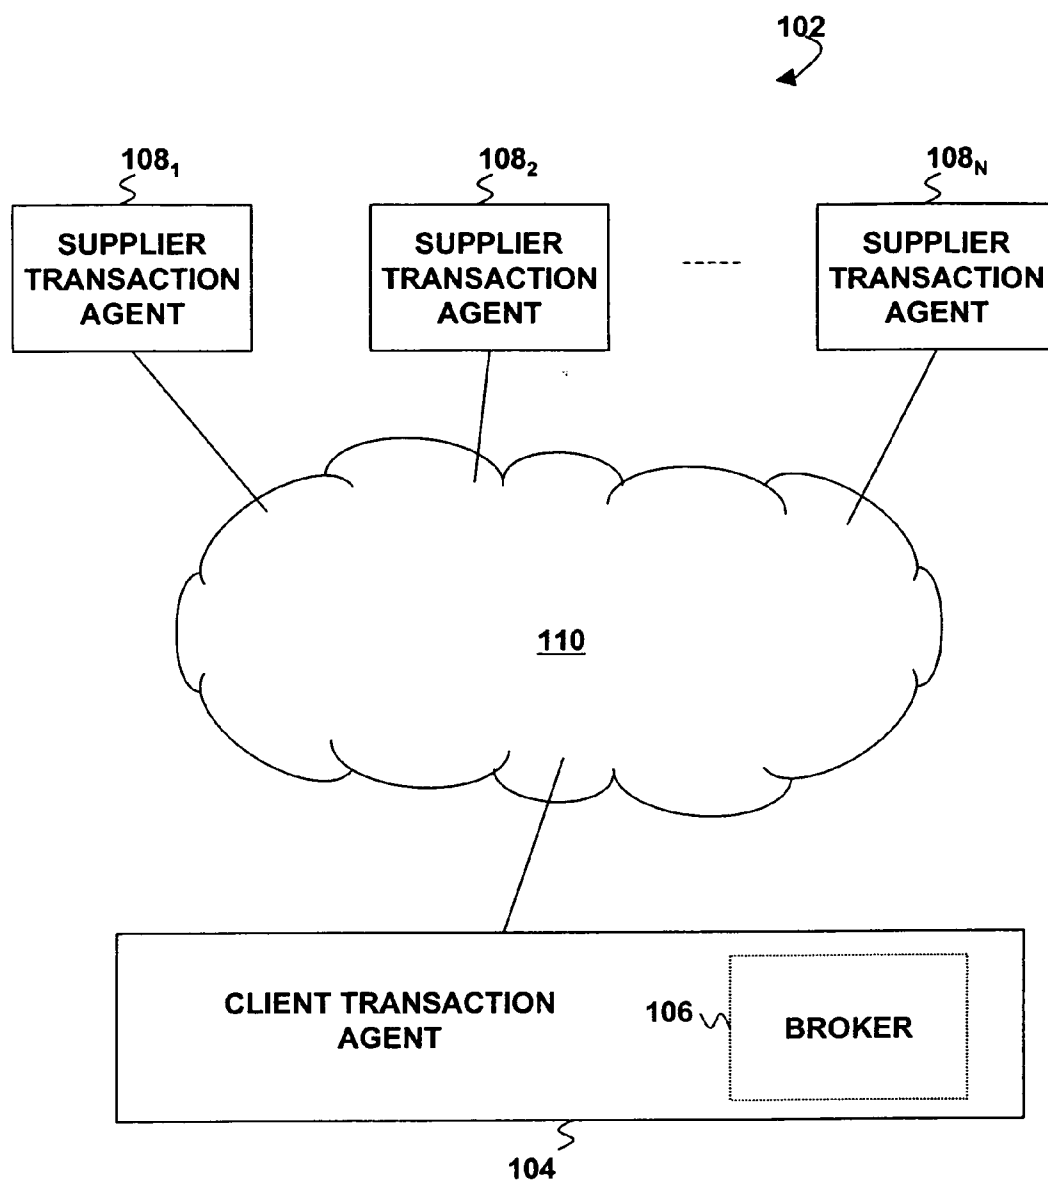 102
108₁ 108₂ 108N
SUPPLIER
TRANSACTION
AGENT
SUPPLIER
TRANSACTION
AGENT
SUPPLIER
TRANSACTION
AGENT
110
CLIENT TRANSACTION
AGENT
106
BROKER
104